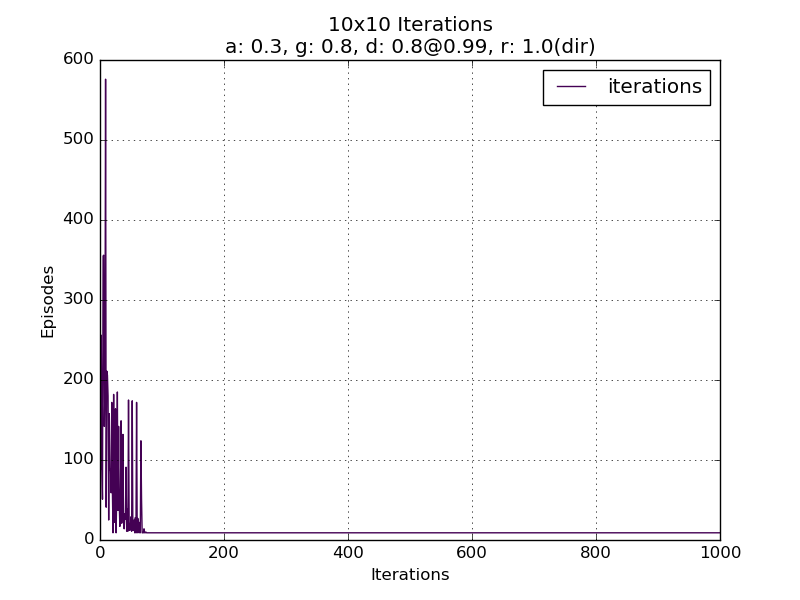 10x10 Iterations
a: 0.3, g: 0.8, d: 0.8@0.99, r: 1.0(dir)
600
500
400
300
200
100
0
Episodes
iterations
0 200 400 600 800 1000
Iterations